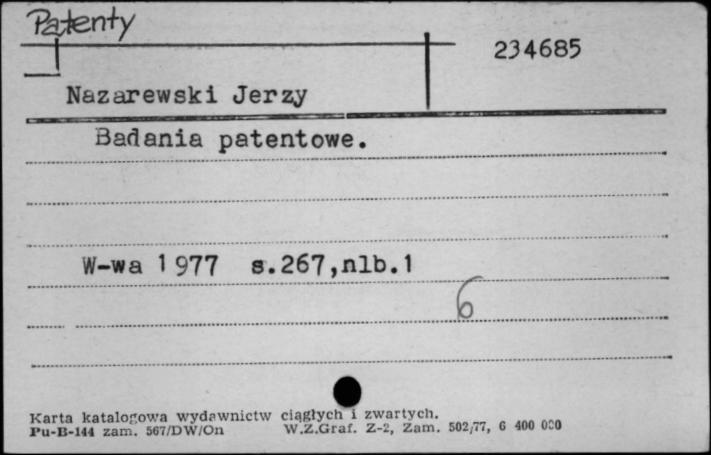 Patenty
234685
Nazarewski Jerzy
Badania patentowe.
W-wa 1977 s.267,nlb.1
6
Karta katalogowa wydawnictw ciągłych i zwartych.
Pu-B-144 zam. 567/DW/On W.Z.Graf. Z-2, Zam. 502/77, 6 400 000